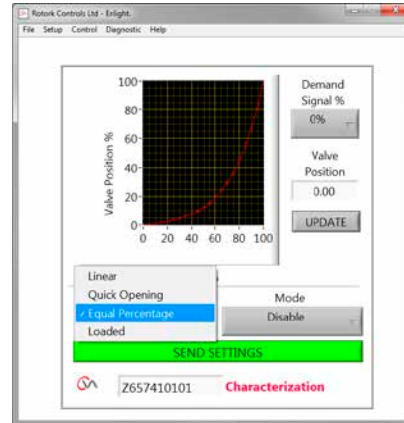 Rotork Controls Ltd - Enlight.
File Setup Control Diagnostic Help
100
80
60
40
20
0
Valve Position %
0 20 40 60 80 100
Demand
Signal %
0%
Valve
Position
0.00
UPDATE
Linear
Quick Opening
✓ Equal Percentage
Loaded
Mode
Disable
SEND SETTINGS
Z657410101
Characterization